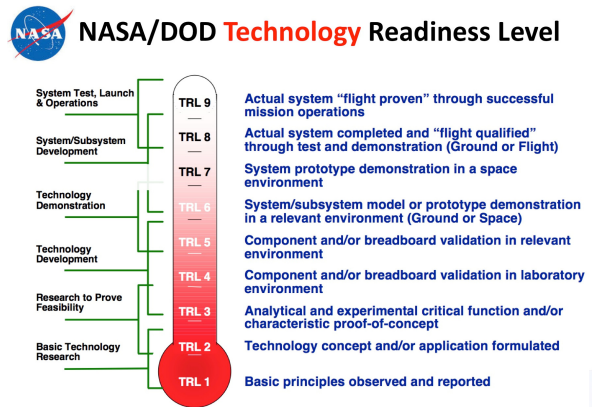 NASA
NASA/DOD Technology Readiness Level
System Test, Launch
& Operations
System/Subsystem
Development
Technology
Demonstration
Technology
Development
Research to Prove
Feasibility
Basic Technology
Research
TRL 9
Actual system “flight proven” through successful
mission operations
TRL 8
Actual system completed and “flight qualified”
through test and demonstration (Ground or Flight)
TRL 7
System prototype demonstration in a space
environment
TRL 6
System/subsystem model or prototype demonstration
in a relevant environment (Ground or Space)
TRL 5
Component and/or breadboard validation in relevant
environment
TRL 4
Component and/or breadboard validation in laboratory
environment
TRL 3
Analytical and experimental critical function and/or
characteristic proof-of-concept
TRL 2
Technology concept and/or application formulated
TRL 1
Basic principles observed and reported